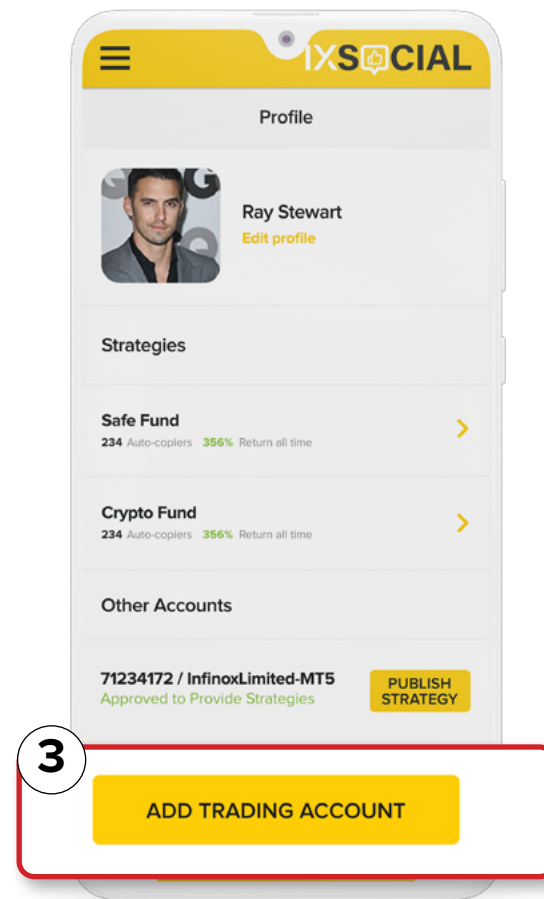 IXSOCIAL
Profile
Ray Stewart
Edit profile
Strategies
Safe Fund
234 Auto-copiers 356% Return all time
Crypto Fund
234 Auto-copiers 356% Return all time
Other Accounts
71234172 / InfinoxLimited-MT5
Approved to Provide Strategies
PUBLISH
STRATEGY
3
ADD TRADING ACCOUNT